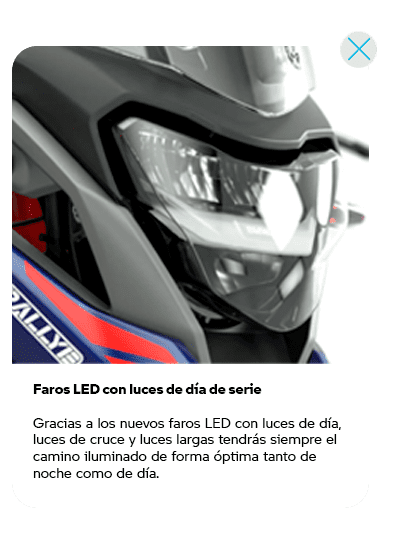 RALLYE
Faros LED con luces de día de serie
Gracias a los nuevos faros LED con luces de día,
luces de cruce y luces largas tendrás siempre el
camino iluminado de forma óptima tanto de
noche como de día.